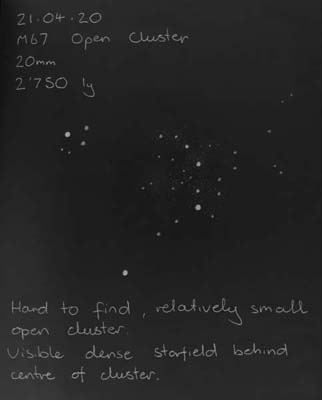 21.04.20
M67 Open Cluster
20mm
2'750 ly
Hard to find, relatively small
open cluster.
Visible dense starfield behind
centre of cluster.